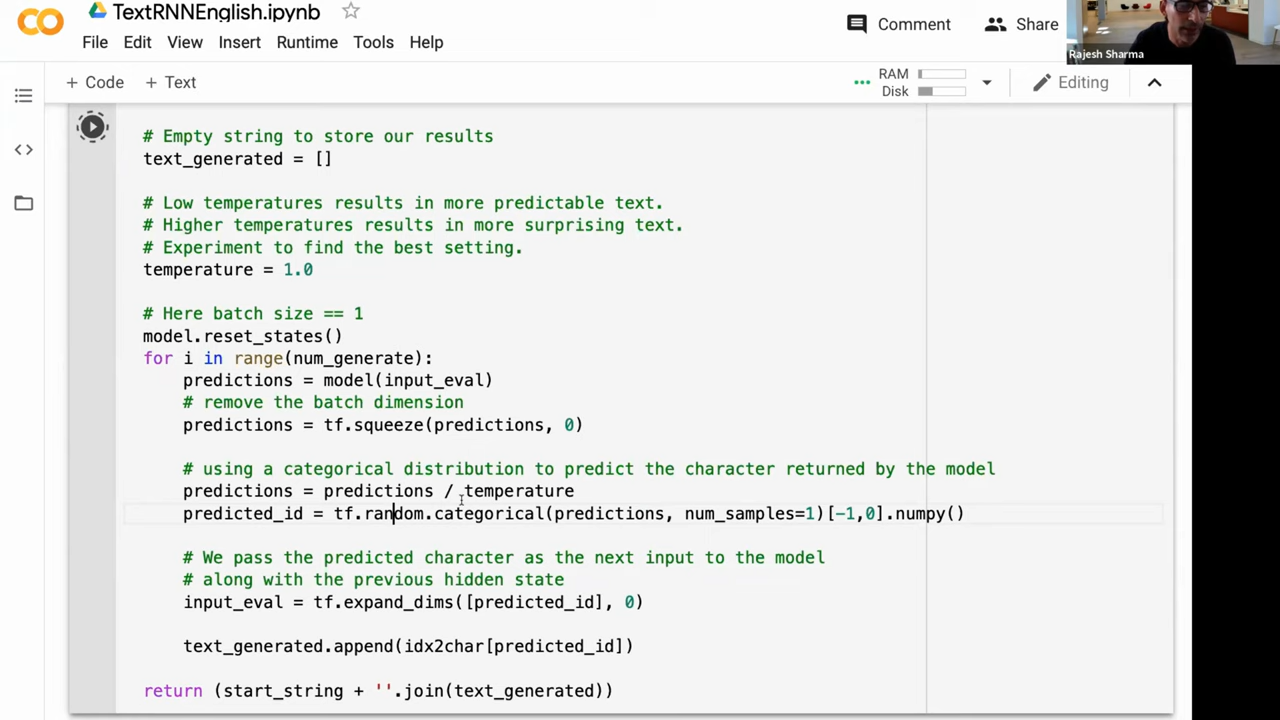 TextRNNEnglish.ipynb
Comment
Share
Rajesh Sharma
File Edit View Insert Runtime Tools Help
+ Code + Text
RAM
Disk
Editing
# Empty string to store our results
text_generated = []
# Low temperatures results in more predictable text.
# Higher temperatures results in more surprising text.
# Experiment to find the best setting.
temperature = 1.0
# Here batch size == 1
model.reset_states()
for i in range(num_generate):
predictions = model(input_eval)
# remove the batch dimension
predictions = tf.squeeze(predictions, 0)
# using a categorical distribution to predict the character returned by the model
predictions = predictions / temperature
predicted_id = tf.random.categorical(predictions, num_samples=1)[-1,0].numpy()
# We pass the predicted character as the next input to the model
# along with the previous hidden state
input_eval = tf.expand_dims([predicted_id], 0)
text_generated.append(idx2char[predicted_id])
return (start_string + ''.join(text_generated))